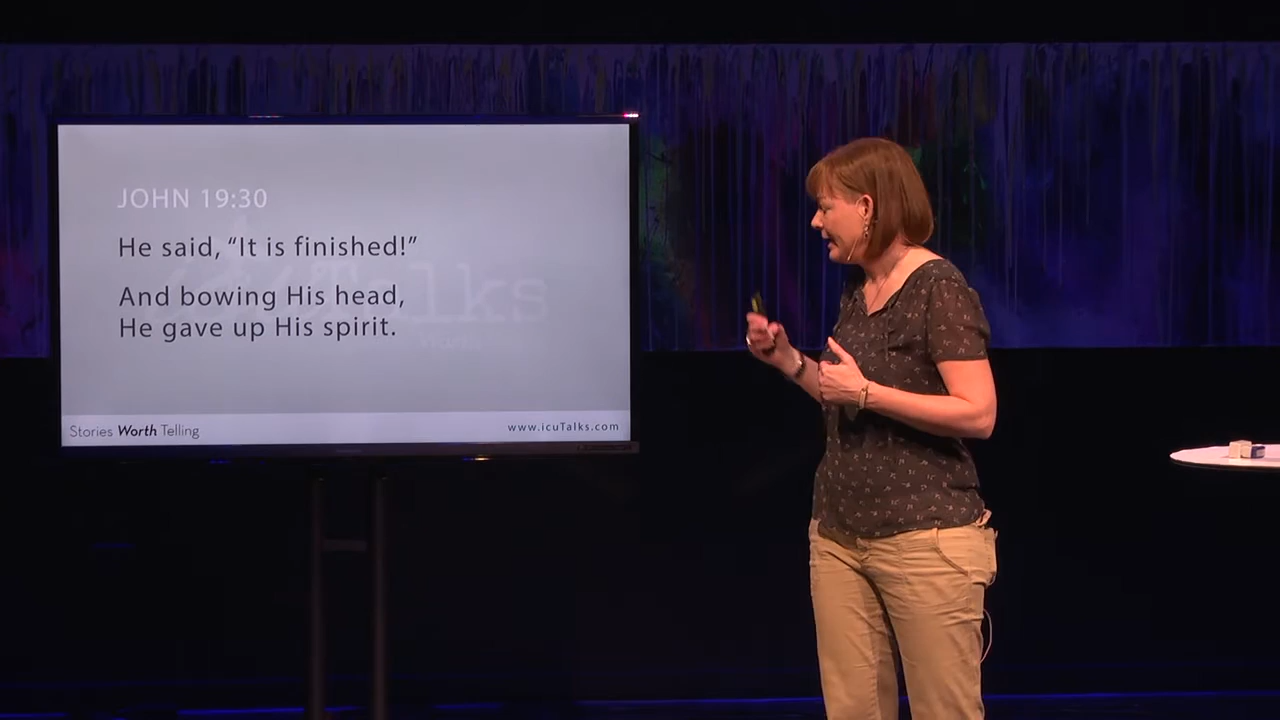 JOHN 19:30
He said, “It is finished!”
And bowing His head,
He gave up His spirit.
Talks
Stories Worth Telling
www.icuTalks.com